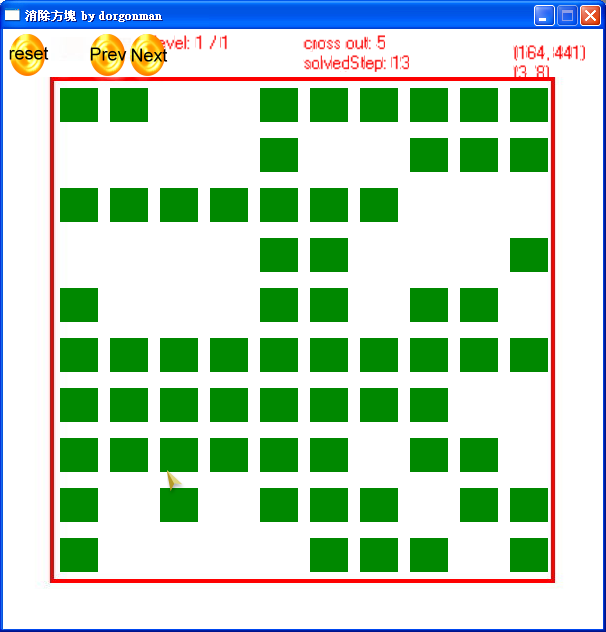 消除方塊 by dorgonman
reset
Prev
Next
level: 1 / 1
cross out: 5
solvedStep: 13
(164, 441)
(3, 8)